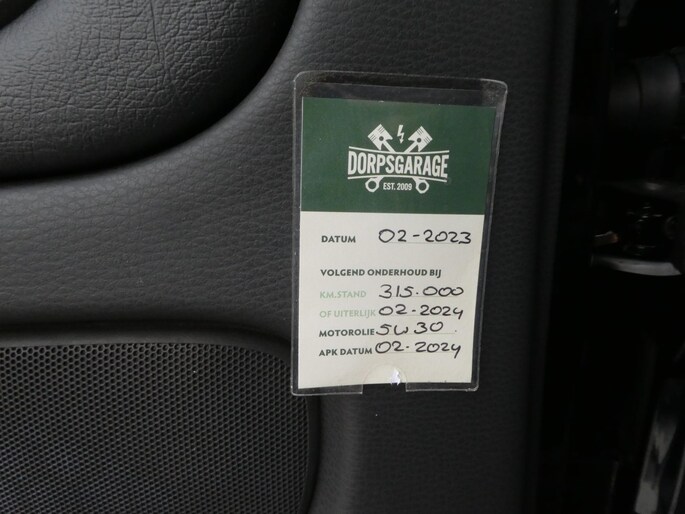 DORPSGARAGE
EST. 2009
DATUM 02-2023
VOLGEND ONDERHOUD BIJ
KM.STAND 315.000
OF UITERLIJK 02-2024
MOTOROLIE 5W30
APK DATUM 02-2024